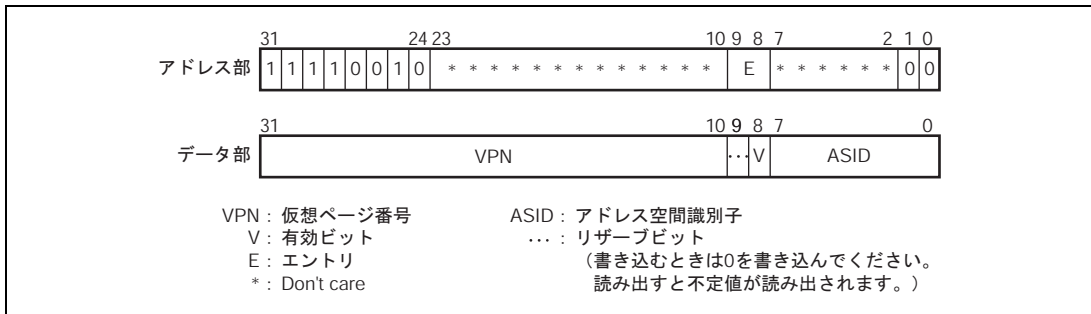 31 24 23 10 9 8 7 2 1 0
アドレス部 1 1 1 1 0 0 1 0 * * * * * * * * * * * * * E * * * * * * 0 0
31 10 9 8 7 0
データ部 VPN ··· V ASID
VPN : 仮想ページ番号 ASID : アドレス空間識別子
V : 有効ビット ··· : リザーブビット
E : エントリ （書き込むときは0を書き込んでください。
* : Don't care 読み出すと不定値が読み出されます。）